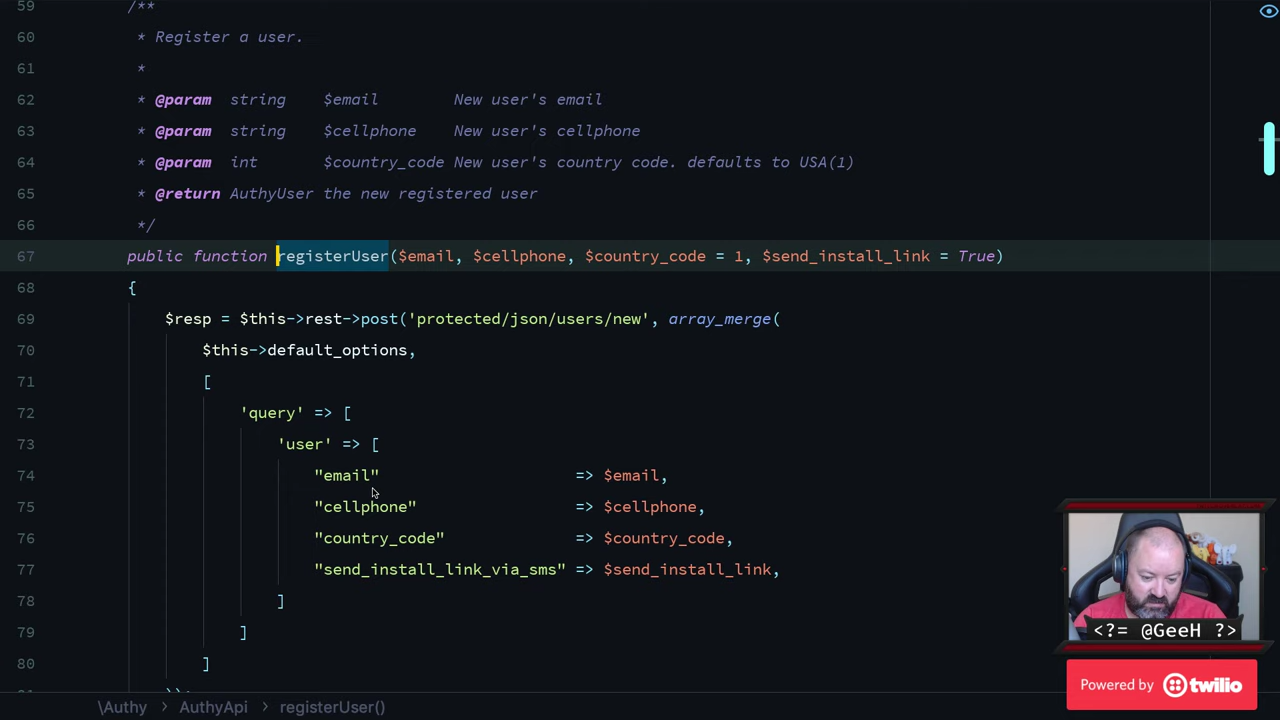 59 /**
60 * Register a user.
61 *
62 * @param string $email New user's email
63 * @param string $cellphone New user's cellphone
64 * @param int $country_code New user's country code. defaults to USA(1)
65 * @return AuthyUser the new registered user
66 */
67 public function registerUser($email, $cellphone, $country_code = 1, $send_install_link = True)
68 {
69 $resp = $this->rest->post('protected/json/users/new', array_merge(
70 $this->default_options,
71 [
72 'query' => [
73 'user' => [
74 "email" => $email,
75 "cellphone" => $cellphone,
76 "country_code" => $country_code,
77 "send_install_link_via_sms" => $send_install_link,
78 ]
79 ]
80 ]
<?= @GeeH ?>
Powered by twilio
\Authy > AuthyApi > registerUser()